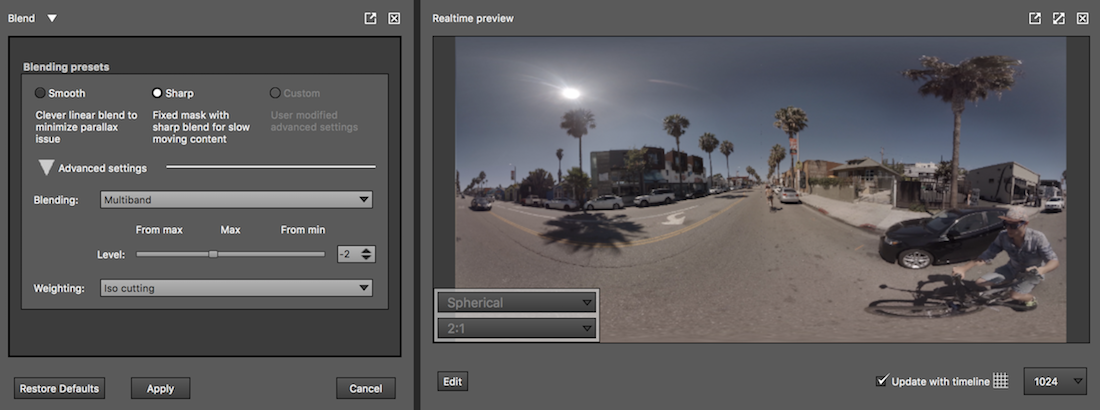 Blend
Blending presets
Smooth
Sharp
Custom
Clever linear blend to
minimize parallax
issue
Fixed mask with
sharp blend for slow
moving content
User modified
advanced settings
Advanced settings
Blending:
Multiband
From max
Max
From min
Level:
-2
Weighting:
Iso cutting
Restore Defaults
Apply
Cancel
Realtime preview
Spherical
2:1
Edit
Update with timeline
1024